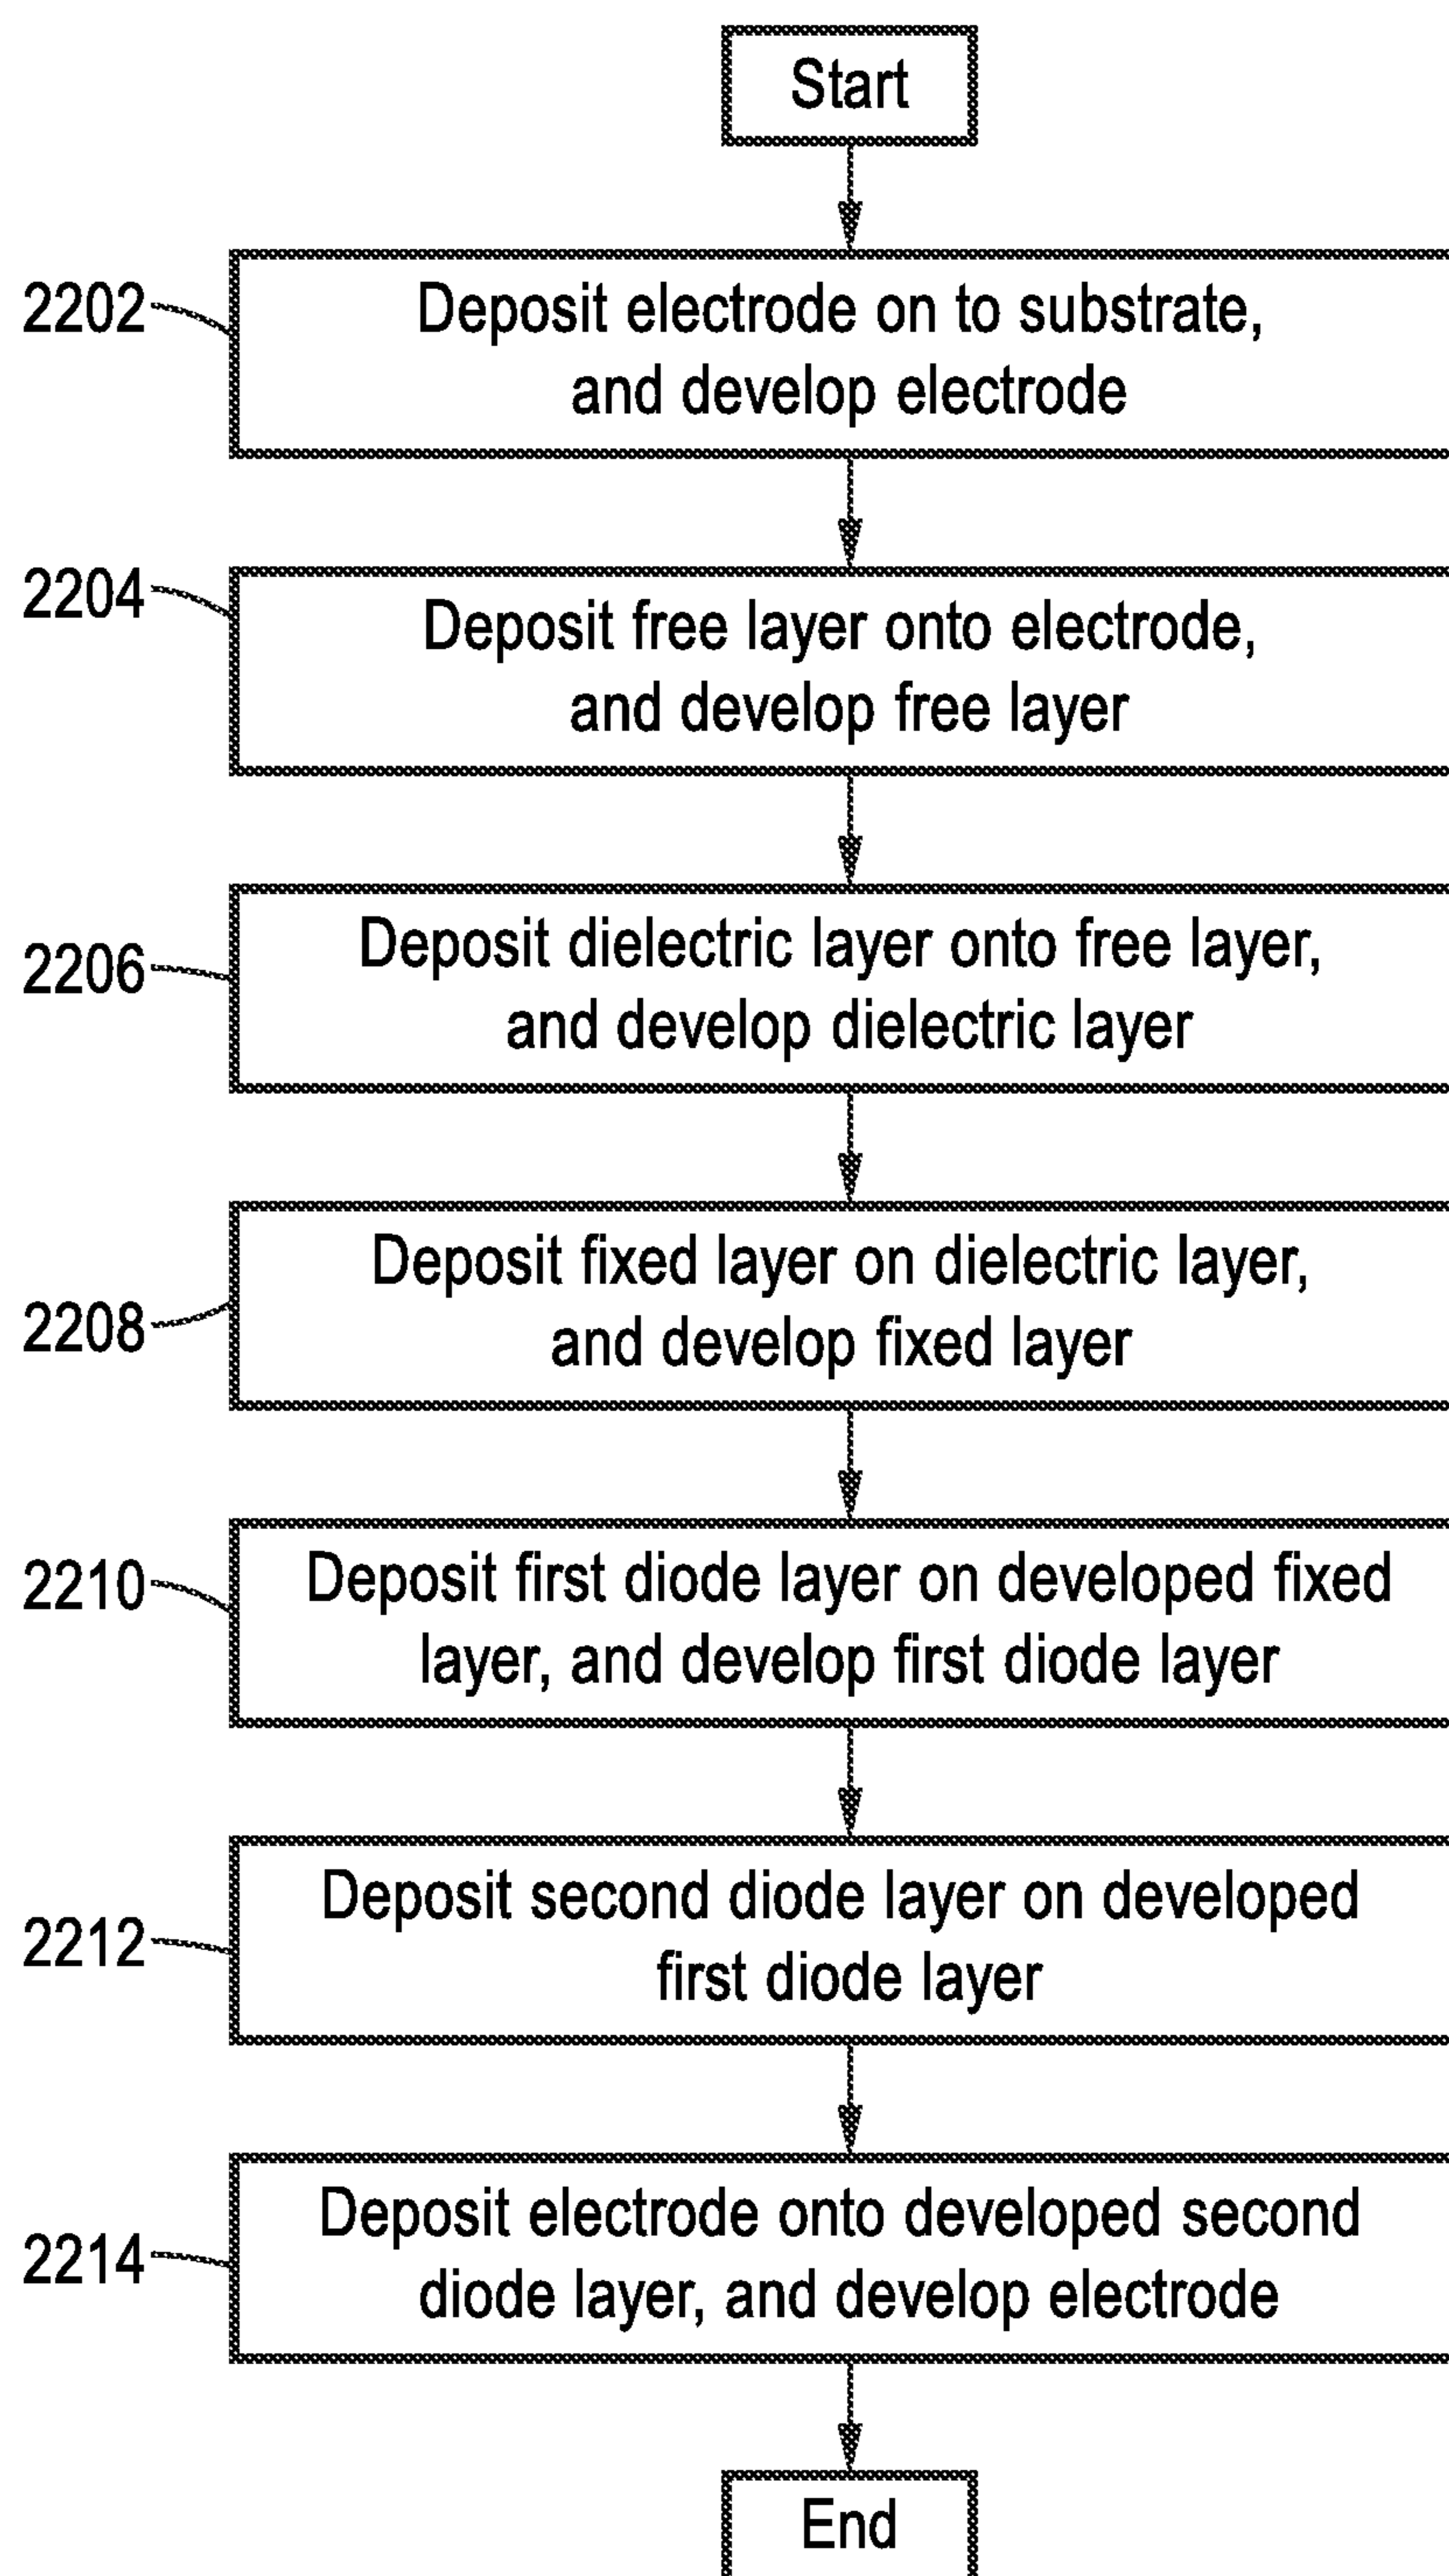 Start
2202
Deposit electrode on to substrate,
and develop electrode
2204
Deposit free layer onto electrode,
and develop free layer
2206
Deposit dielectric layer onto free layer,
and develop dielectric layer
2208
Deposit fixed layer on dielectric layer,
and develop fixed layer
2210
Deposit first diode layer on developed fixed
layer, and develop first diode layer
2212
Deposit second diode layer on developed
first diode layer
2214
Deposit electrode onto developed second
diode layer, and develop electrode
End